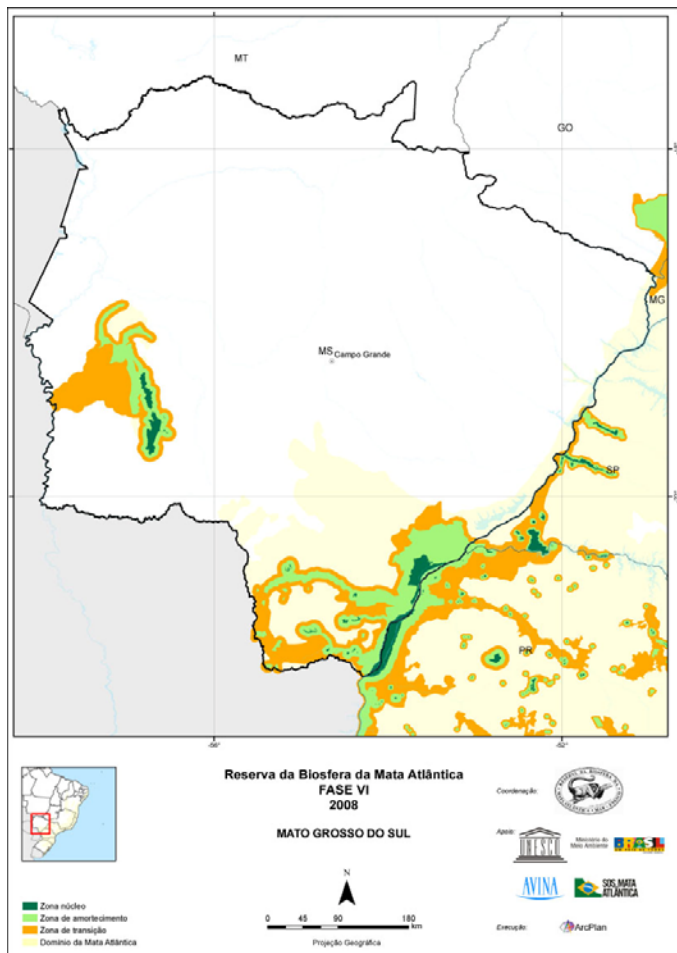 MT
GO
MG
MS
Campo Grande
SP
PR
-56°
-52°
Reserva da Biosfera da Mata Atlântica
FASE VI
2008
MATO GROSSO DO SUL
N
0 45 90 180
km
Projeção Geográfica
Zona núcleo
Zona de amortecimento
Zona de transição
Domínio da Mata Atlântica
Coordenação:
Apoio:
UNESCO
Ministério do
Meio Ambiente
BRASIL
AVINA
SOS MATA
ATLÂNTICA
Execução:
ArcPlan